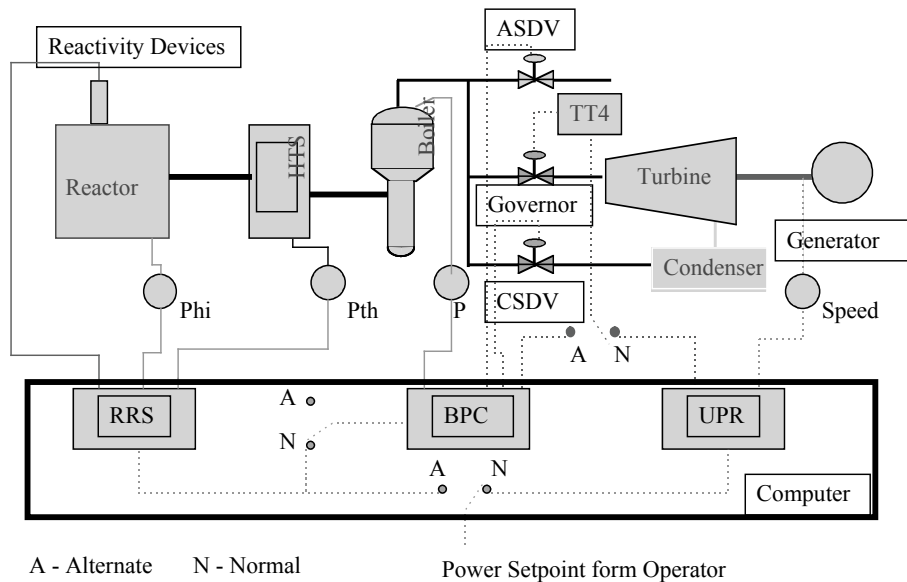 ASDV
Reactivity Devices
TT4
Boiler
HTS
Reactor
Turbine
Governor
Generator
Condenser
CSDV
Phi
Pth
P
Speed
A
N
A
RRS
BPC
UPR
N
A
N
Computer
A - Alternate
N - Normal
Power Setpoint form Operator